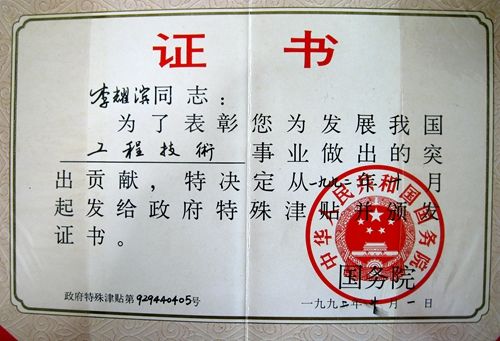 证 书
李耀滨同志：
为了表彰您为发展我国
工程技術事业做出的突
出贡献，特决定从一九九二年十月
起发给政府特殊津贴并颁发
证书。
中华人民共和国国务院
国务院
政府特殊津贴第929440405号
一九九二年十月一日